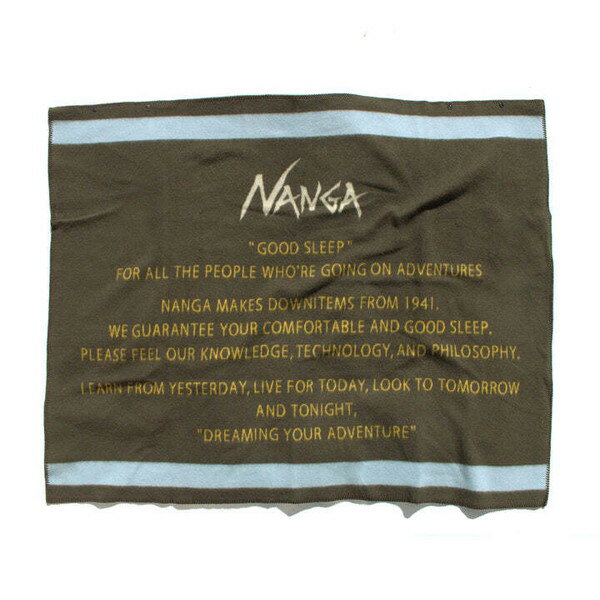 NANGA
"GOOD SLEEP"
FOR ALL THE PEOPLE WHO'RE GOING ON ADVENTURES
NANGA MAKES DOWNITEMS FROM 1941.
WE GUARANTEE YOUR COMFORTABLE AND GOOD SLEEP.
PLEASE FEEL OUR KNOWLEDGE, TECHNOLOGY, AND PHILOSOPHY.
LEARN FROM YESTERDAY, LIVE FOR TODAY, LOOK TO TOMORROW
AND TONIGHT,
"DREAMING YOUR ADVENTURE"